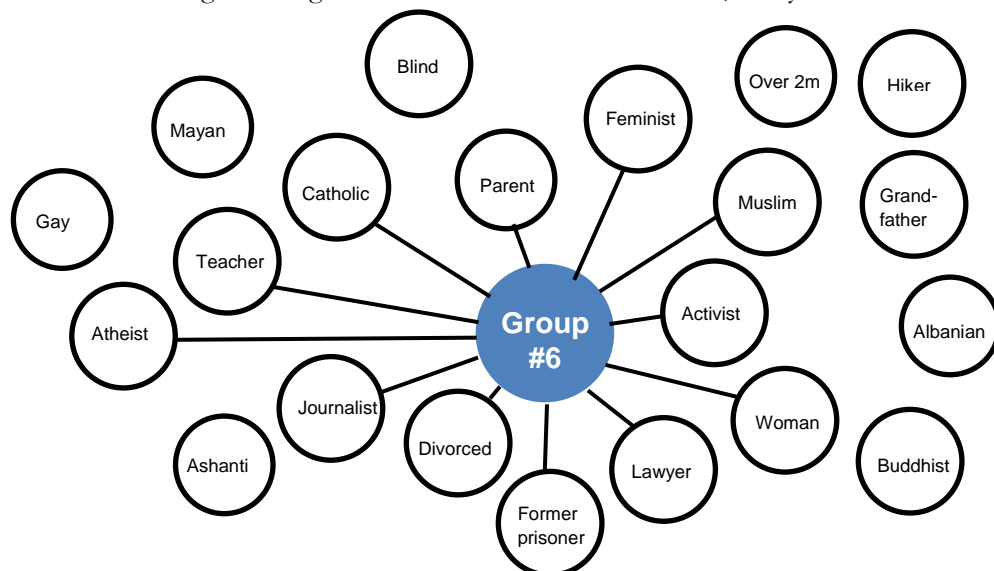 Blind
Over 2m
Hiker
Feminist
Mayan
Catholic
Parent
Muslim
Grand-
father
Gay
Teacher
Activist
Atheist
Group
#6
Albanian
Journalist
Divorced
Woman
Ashanti
Lawyer
Buddhist
Former
prisoner